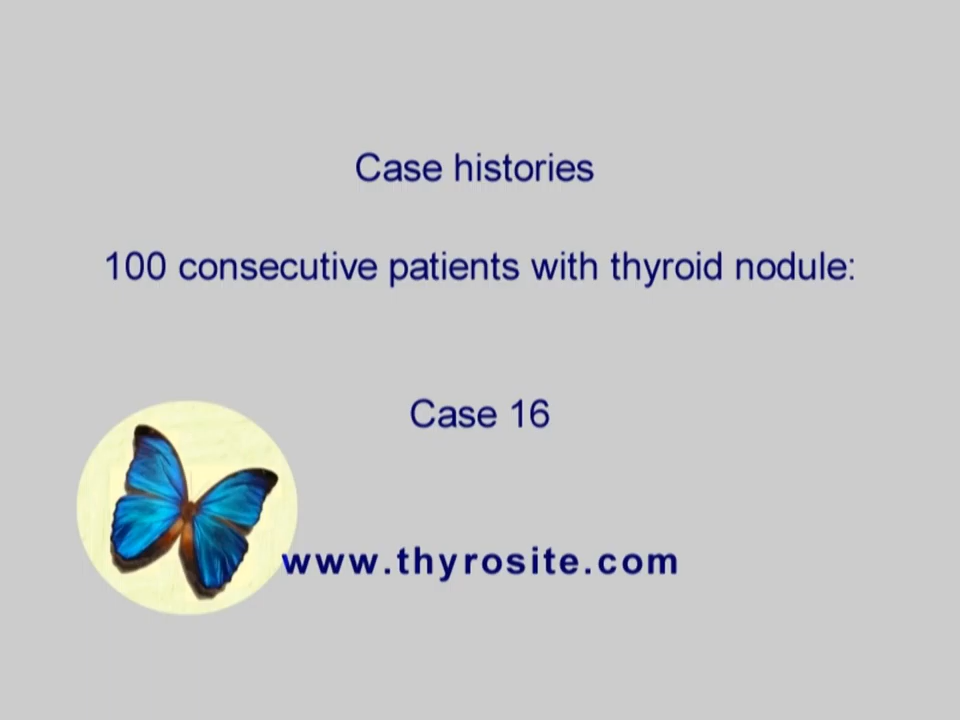 Case histories
100 consecutive patients with thyroid nodule:
Case 16
www.thyrosite.com